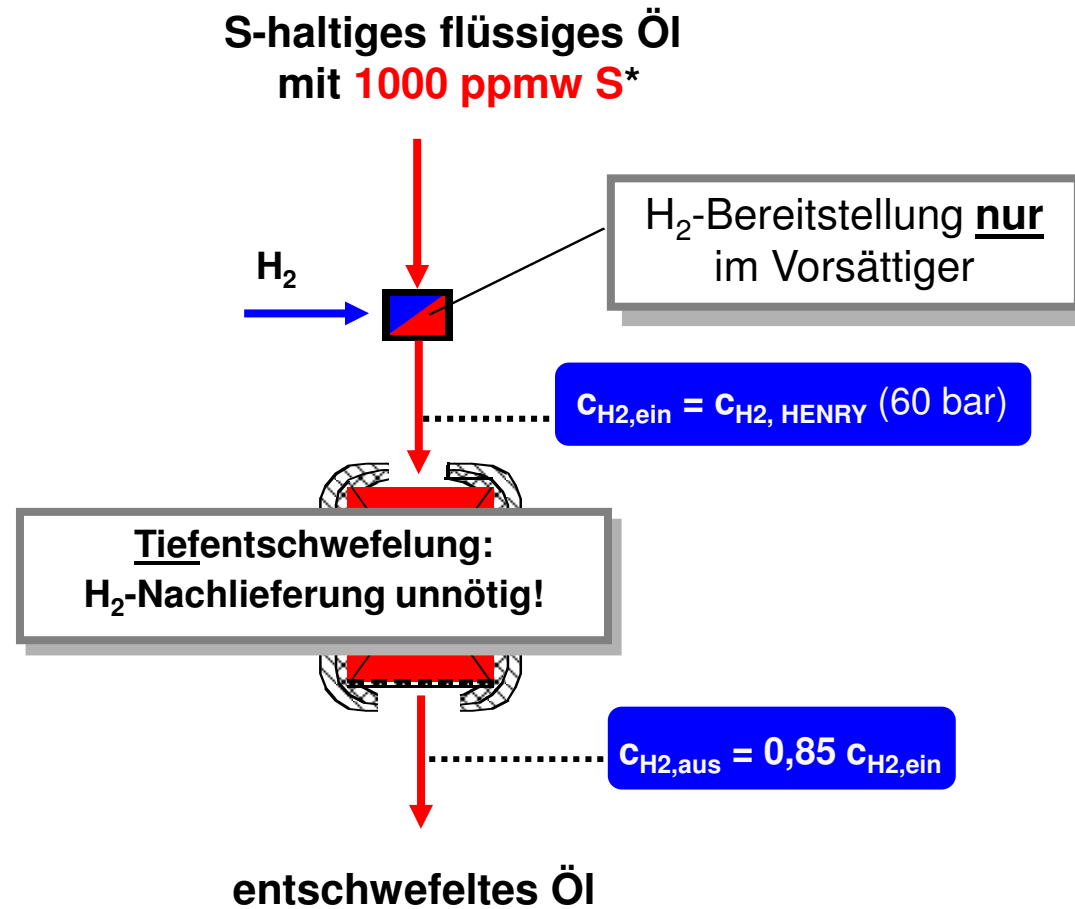 S-haltiges flüssiges Öl
mit 1000 ppmw S*
H2-Bereitstellung nur
im Vorsättiger
H2
cH2,ein = cH2, HENRY (60 bar)
Tiefentschwefelung:
H2-Nachlieferung unnötig!
cH2,aus = 0,85 cH2,ein
entschwefeltes Öl